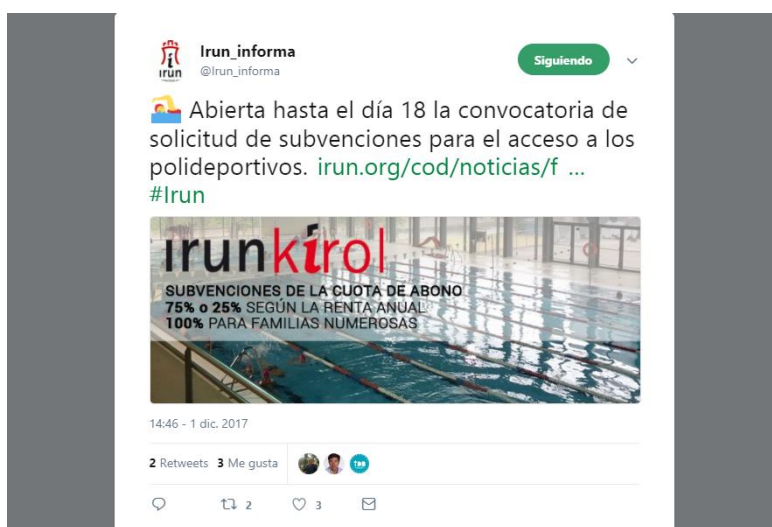 Irun_informa
@Irun_informa
Siguiendo
irun
Abierta hasta el día 18 la convocatoria de
solicitud de subvenciones para el acceso a los
polideportivos. irun.org/cod/noticias/f ...
#Irun
irunkirol
SUBVENCIONES DE LA CUOTA DE ABONO
75% o 25% SEGÚN LA RENTA ANUAL
100% PARA FAMILIAS NUMEROSAS
14:46 - 1 dic. 2017
2 Retweets 3 Me gusta
2 3